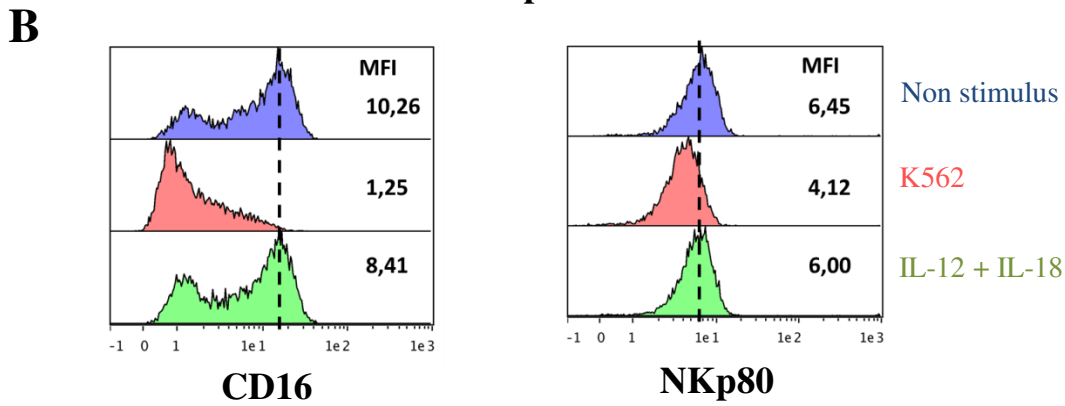 B
MFI
10,26
1,25
8,41
-1 0 1 1e1 1e2 1e3
CD16
MFI
6,45
4,12
6,00
-1 0 1 1e1 1e2 1e3
NKp80
Non stimulus
K562
IL-12 + IL-18